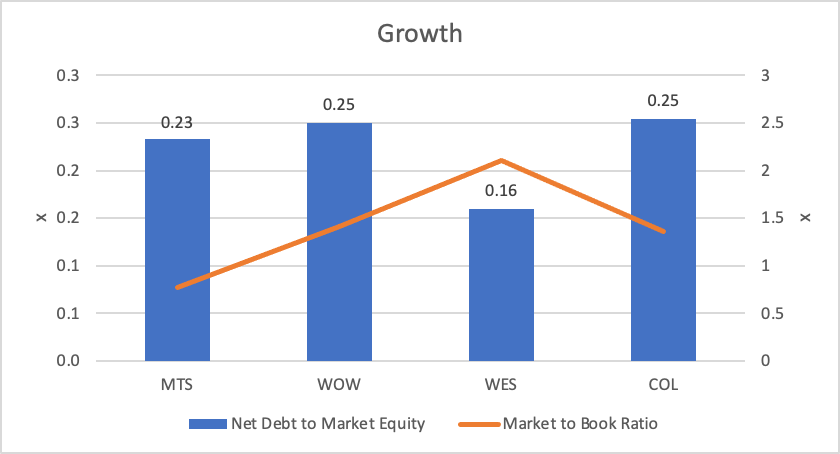 Growth
0.3 3
0.3 2.5
0.2 2
0.2 1.5
0.1 1
0.1 0.5
0.0 0
x x
0.23 0.25 0.16 0.25
MTS WOW WES COL
Net Debt to Market Equity Market to Book Ratio